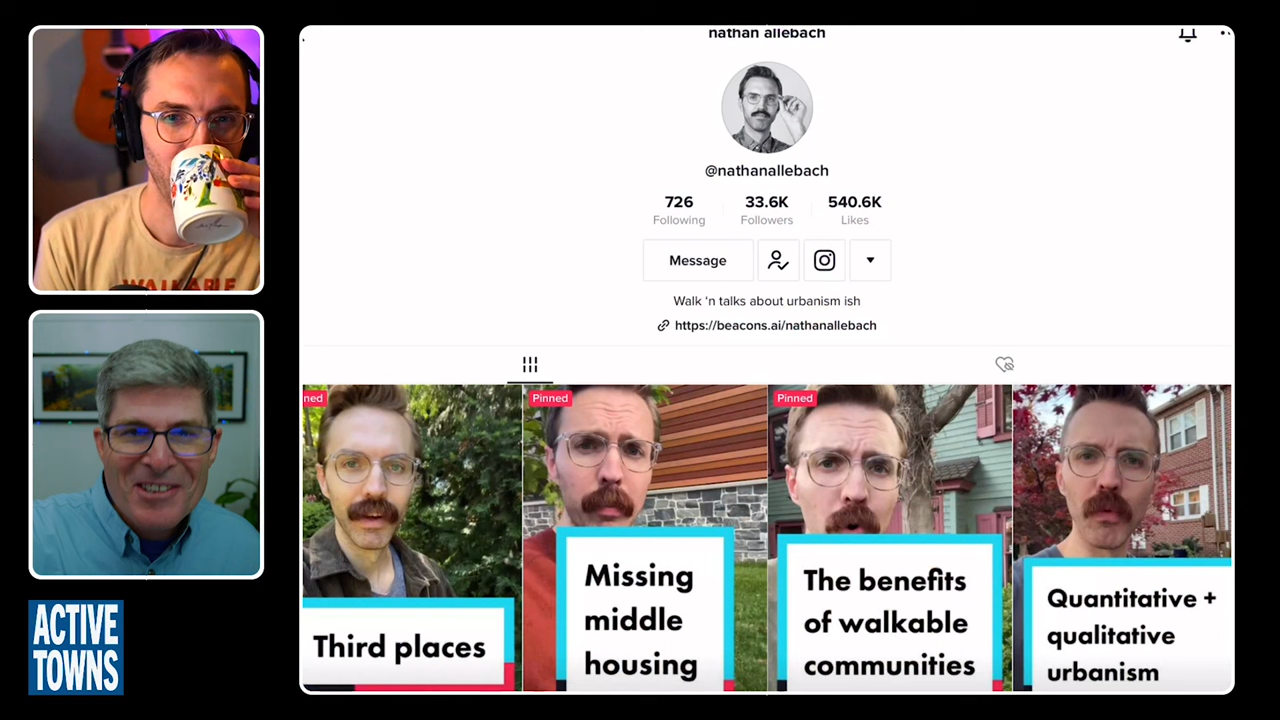 WALKABLE
ACTIVE
TOWNS
nathan allebach
@nathanallebach
726
33.6K
540.6K
Following
Followers
Likes
Message
Walk ‘n talks about urbanism ish
https://beacons.ai/nathanallebach
ned
Pinned
Pinned
Third places
Missing
middle
housing
The benefits
of walkable
communities
Quantitative +
qualitative
urbanism